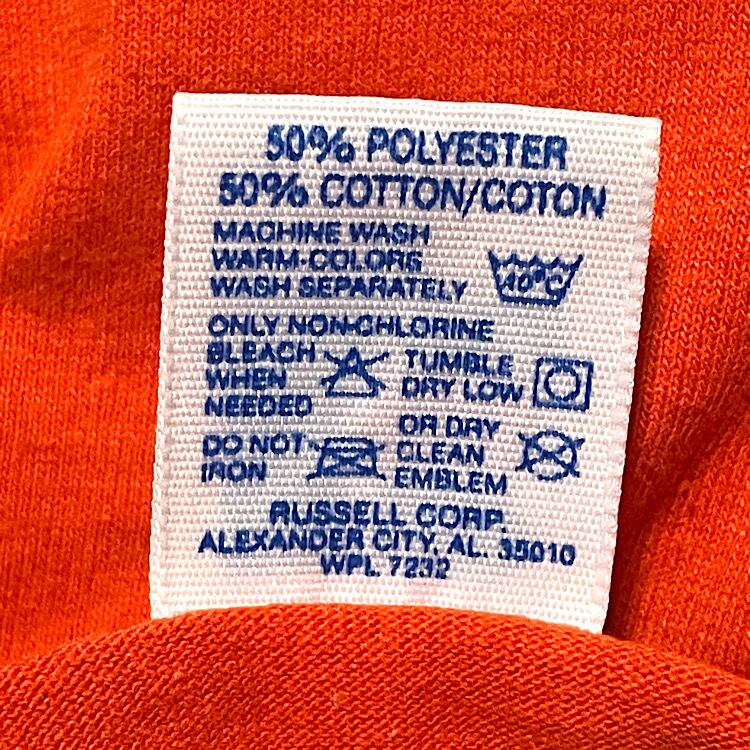 50% POLYESTER
50% COTTON/COTON
MACHINE WASH
WARM-COLORS
WASH SEPARATELY
40°C
ONLY NON-CHLORINE
BLEACH
WHEN
NEEDED
TUMBLE
DRY LOW
DO NOT
IRON
OR DRY
CLEAN
EMBLEM
RUSSELL CORP.
ALEXANDER CITY, AL. 35010
WPL 7232